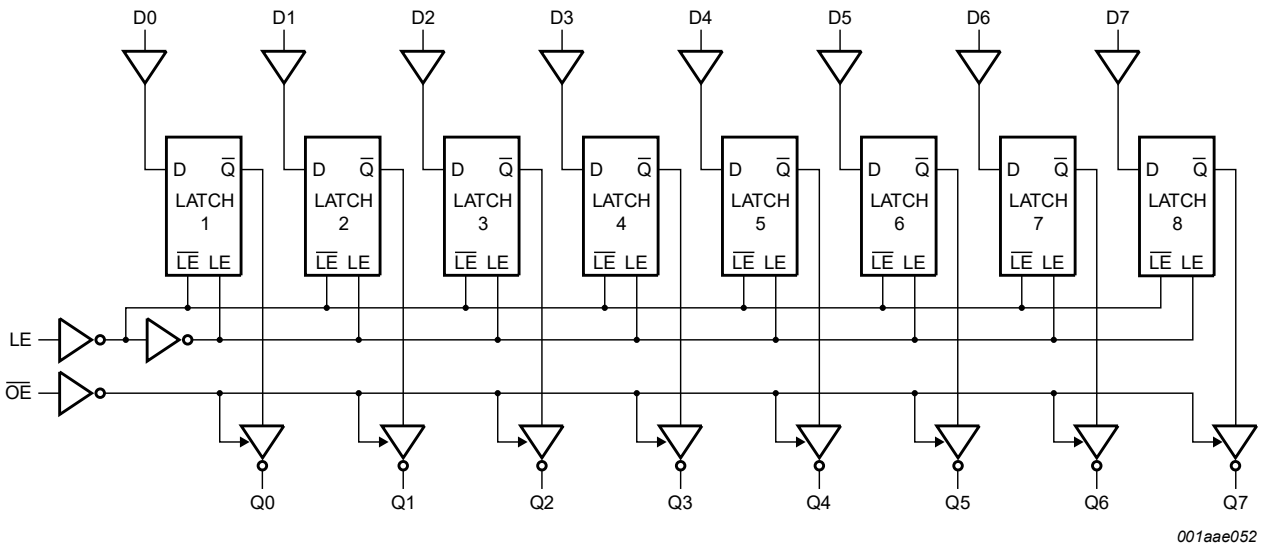 D0 D1 D2 D3 D4 D5 D6 D7
D Q̅ D Q̅ D Q̅ D Q̅ D Q̅ D Q̅ D Q̅ D Q̅
LATCH LATCH LATCH LATCH LATCH LATCH LATCH LATCH
1 2 3 4 5 6 7 8
L̅E̅ LE L̅E̅ LE L̅E̅ LE L̅E̅ LE L̅E̅ LE L̅E̅ LE L̅E̅ LE L̅E̅ LE
LE
O̅E̅
Q0 Q1 Q2 Q3 Q4 Q5 Q6 Q7
001aae052